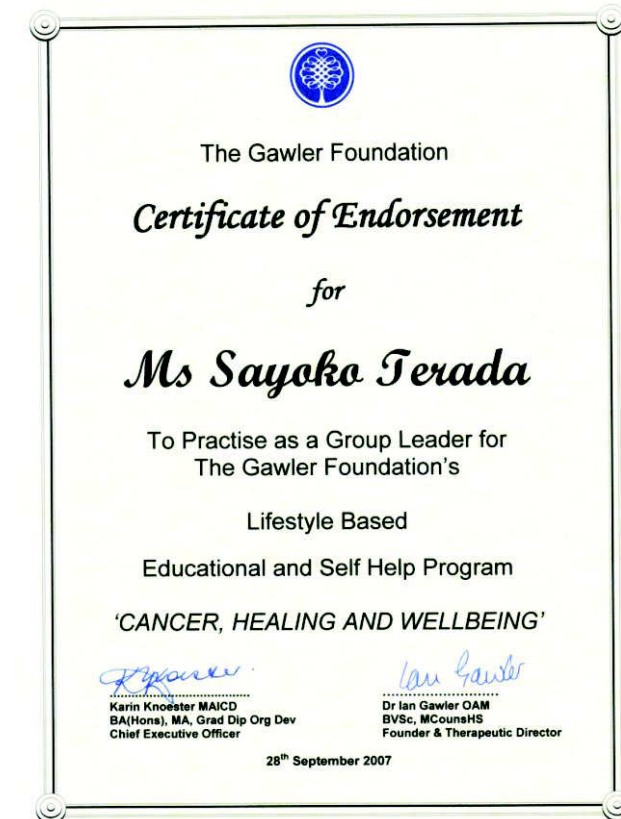 The Gawler Foundation
Certificate of Endorsement
for
Ms Sayoko Terada
To Practise as a Group Leader for
The Gawler Foundation's
Lifestyle Based
Educational and Self Help Program
'CANCER, HEALING AND WELLBEING'
Karin Knoester MAICD
BA(Hons), MA, Grad Dip Org Dev
Chief Executive Officer
Ian Gawler
Dr Ian Gawler OAM
BVSc, MCounsHS
Founder & Therapeutic Director
28th September 2007